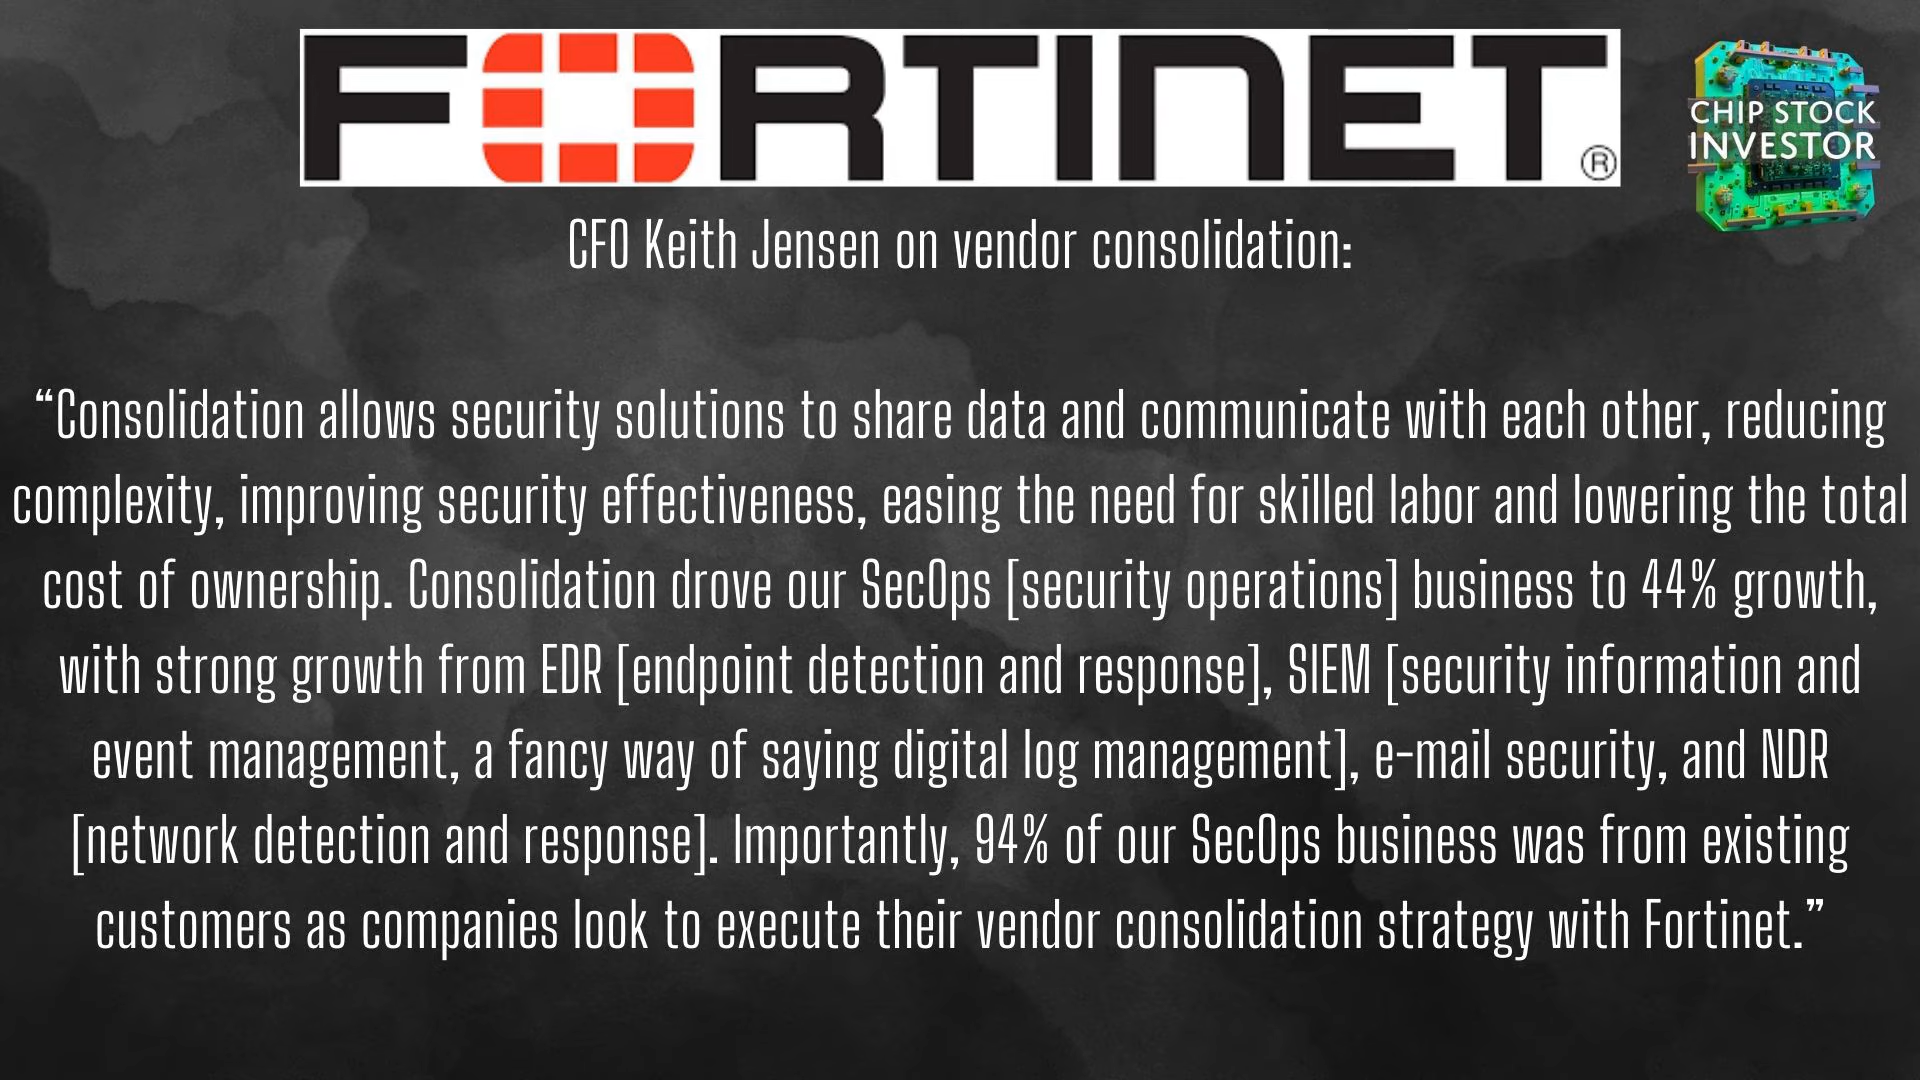 FORTINET®
CHIP STOCK
INVESTOR
CFO Keith Jensen on vendor consolidation:
“Consolidation allows security solutions to share data and communicate with each other, reducing
complexity, improving security effectiveness, easing the need for skilled labor and lowering the total
cost of ownership. Consolidation drove our SecOps [security operations] business to 44% growth,
with strong growth from EDR [endpoint detection and response], SIEM [security information and
event management, a fancy way of saying digital log management], e-mail security, and NDR
[network detection and response]. Importantly, 94% of our SecOps business was from existing
customers as companies look to execute their vendor consolidation strategy with Fortinet.”